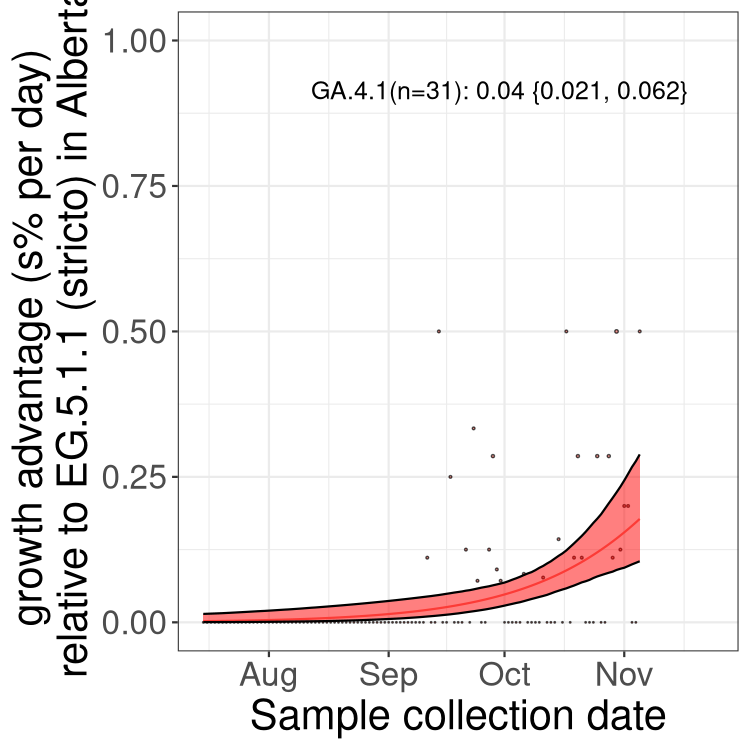 growth advantage (s% per day)
relative to EG.5.1.1 (stricto) in Alberta
1.00
0.75
0.50
0.25
0.00
GA.4.1(n=31): 0.04 {0.021, 0.062}
Aug Sep Oct Nov
Sample collection date